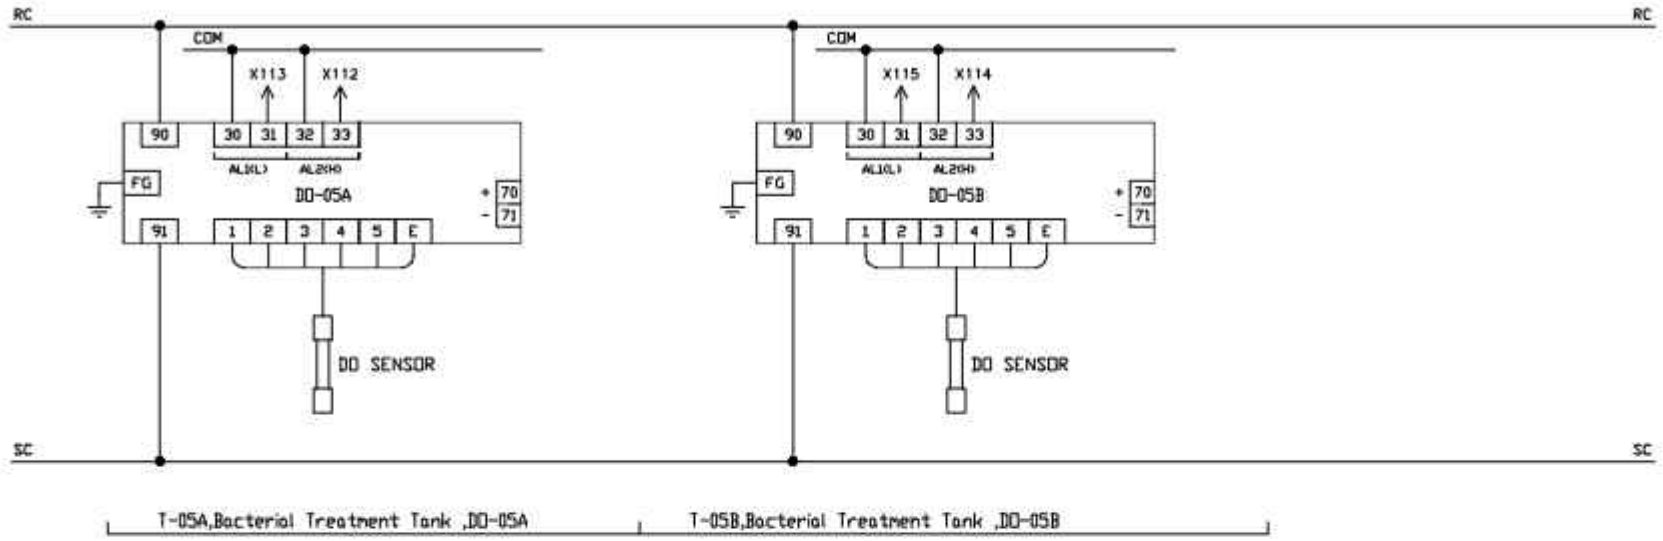 RC RC
COM COM
X113 X112 X115 X114
90 30 31 32 33 90 30 31 32 33
AL1(L) AL2(H) AL1(L) AL2(H)
FG DO-05A + 70 FG DO-05B + 70
- 71 - 71
91 1 2 3 4 5 E 91 1 2 3 4 5 E
DO SENSOR DO SENSOR
SC SC
T-05A,Bacterial Treatment Tank ,DO-05A T-05B,Bacterial Treatment Tank ,DO-05B